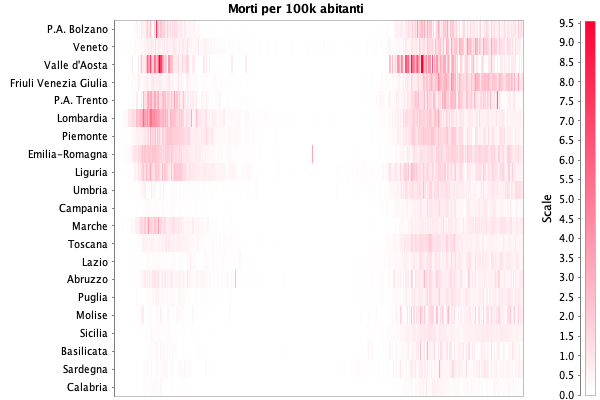 Morti per 100k abitanti
P.A. Bolzano
Veneto
Valle d'Aosta
Friuli Venezia Giulia
P.A. Trento
Lombardia
Piemonte
Emilia-Romagna
Liguria
Umbria
Campania
Marche
Toscana
Lazio
Abruzzo
Puglia
Molise
Sicilia
Basilicata
Sardegna
Calabria
Scale
9.5
9.0
8.5
8.0
7.5
7.0
6.5
6.0
5.5
5.0
4.5
4.0
3.5
3.0
2.5
2.0
1.5
1.0
0.5
0.0